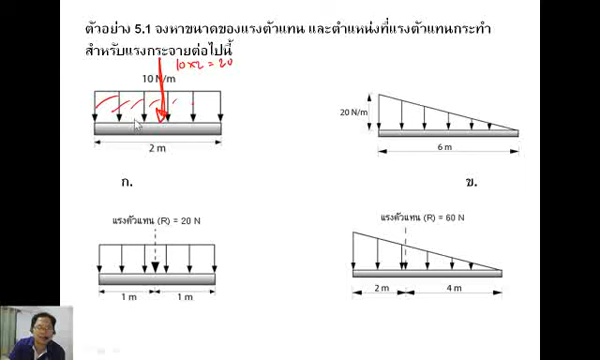 ตัวอย่าง 5.1 จงหาขนาดของแรงตัวแทน และตำแหน่งที่แรงตัวแทนกระทำ
สำหรับแรงกระจายต่อไปนี้
10×2 = 20
10 N/m
20 N/m
2 m
6 m
ก.
ข.
แรงตัวแทน (R) = 20 N
แรงตัวแทน (R) = 60 N
1 m
1 m
2 m
4 m